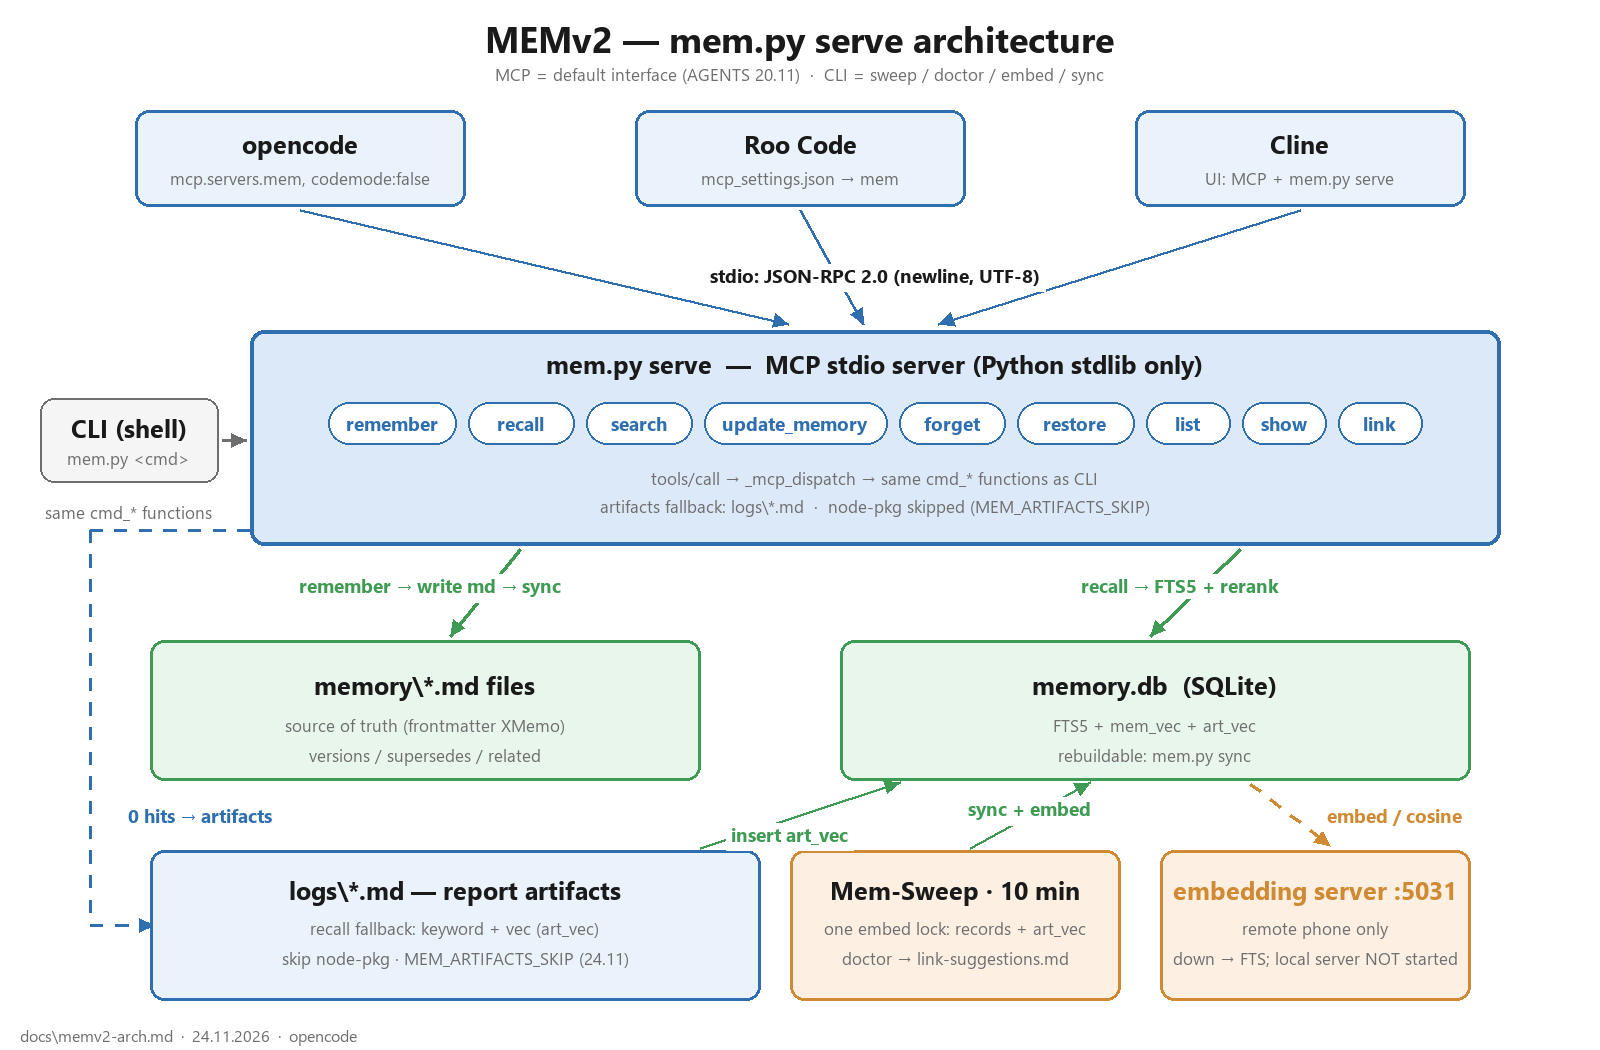 MEMv2 — mem.py serve architecture
MCP = default interface (AGENTS 20.11) · CLI = sweep / doctor / embed / sync
opencode
mcp.servers.mem, codemode:false
Roo Code
mcp_settings.json → mem
Cline
UI: MCP + mem.py serve
stdio: JSON-RPC 2.0 (newline, UTF-8)
mem.py serve — MCP stdio server (Python stdlib only)
remember
recall
search
update_memory
forget
restore
list
show
link
tools/call → _mcp_dispatch → same cmd_* functions as CLI
artifacts fallback: logs\*.md · node-pkg skipped (MEM_ARTIFACTS_SKIP)
CLI (shell)
mem.py <cmd>
same cmd_* functions
remember → write md → sync
recall → FTS5 + rerank
memory\*.md files
source of truth (frontmatter XMemo)
versions / supersedes / related
memory.db (SQLite)
FTS5 + mem_vec + art_vec
rebuildable: mem.py sync
0 hits → artifacts
insert art_vec
sync + embed
embed / cosine
logs\*.md — report artifacts
recall fallback: keyword + vec (art_vec)
skip node-pkg · MEM_ARTIFACTS_SKIP (24.11)
Mem-Sweep · 10 min
one embed lock: records + art_vec
doctor → link-suggestions.md
embedding server :5031
remote phone only
down → FTS; local server NOT started
docs\memv2-arch.md · 24.11.2026 · opencode